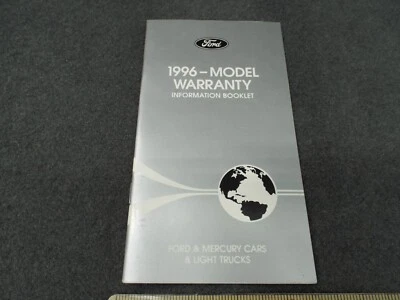 Ford
1996-MODEL
WARRANTY
INFORMATION BOOKLET
FORD & MERCURY CARS
& LIGHT TRUCKS